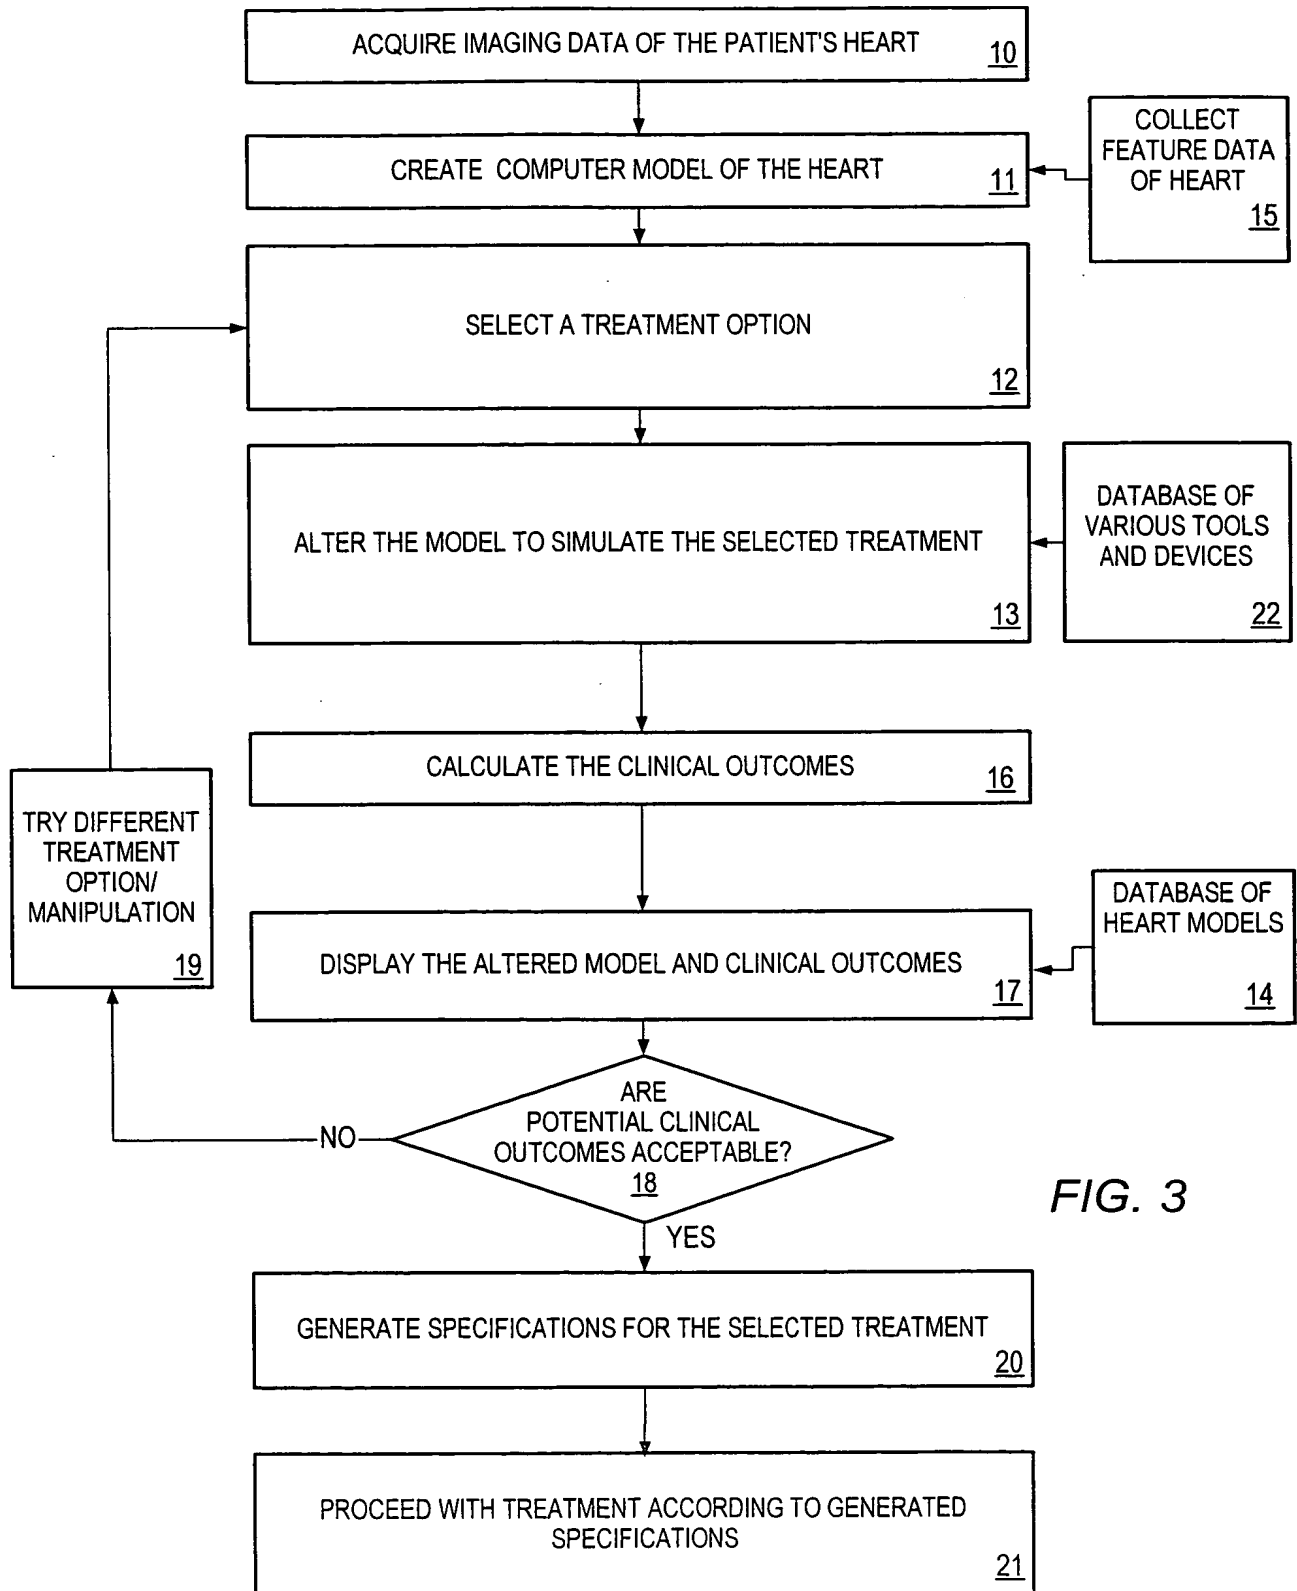 ACQUIRE IMAGING DATA OF THE PATIENT'S HEART
10
CREATE COMPUTER MODEL OF THE HEART
11
COLLECT
FEATURE DATA
OF HEART
15
SELECT A TREATMENT OPTION
12
ALTER THE MODEL TO SIMULATE THE SELECTED TREATMENT
13
DATABASE OF
VARIOUS TOOLS
AND DEVICES
22
CALCULATE THE CLINICAL OUTCOMES
16
TRY DIFFERENT
TREATMENT
OPTION/
MANIPULATION
19
DISPLAY THE ALTERED MODEL AND CLINICAL OUTCOMES
17
DATABASE OF
HEART MODELS
14
ARE
POTENTIAL CLINICAL
OUTCOMES ACCEPTABLE?
18
NO
YES
FIG. 3
GENERATE SPECIFICATIONS FOR THE SELECTED TREATMENT
20
PROCEED WITH TREATMENT ACCORDING TO GENERATED
SPECIFICATIONS
21